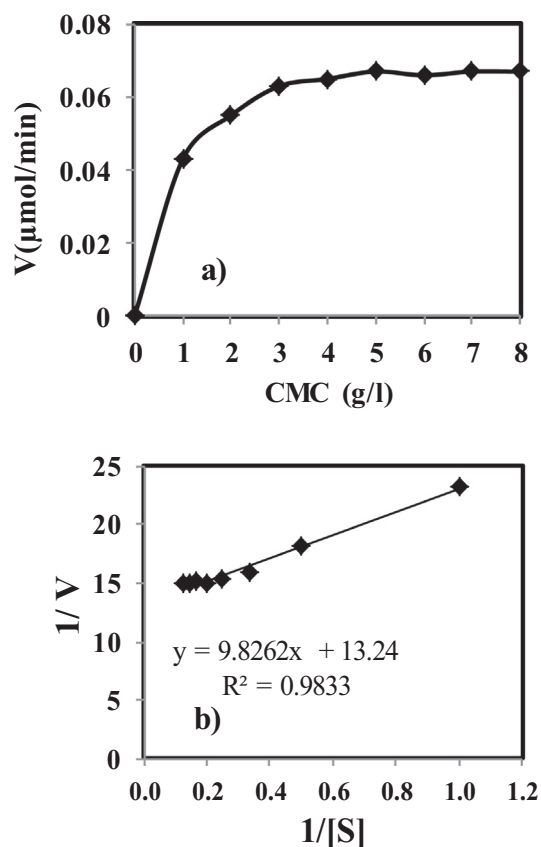 0.08
0.06
0.04
0.02
0
V(μmol/min)
a)
0 1 2 3 4 5 6 7 8
CMC (g/l)
25
20
15
10
5
0
1/ V
y = 9.8262x + 13.24
R² = 0.9833
b)
0.0 0.2 0.4 0.6 0.8 1.0 1.2
1/[S]